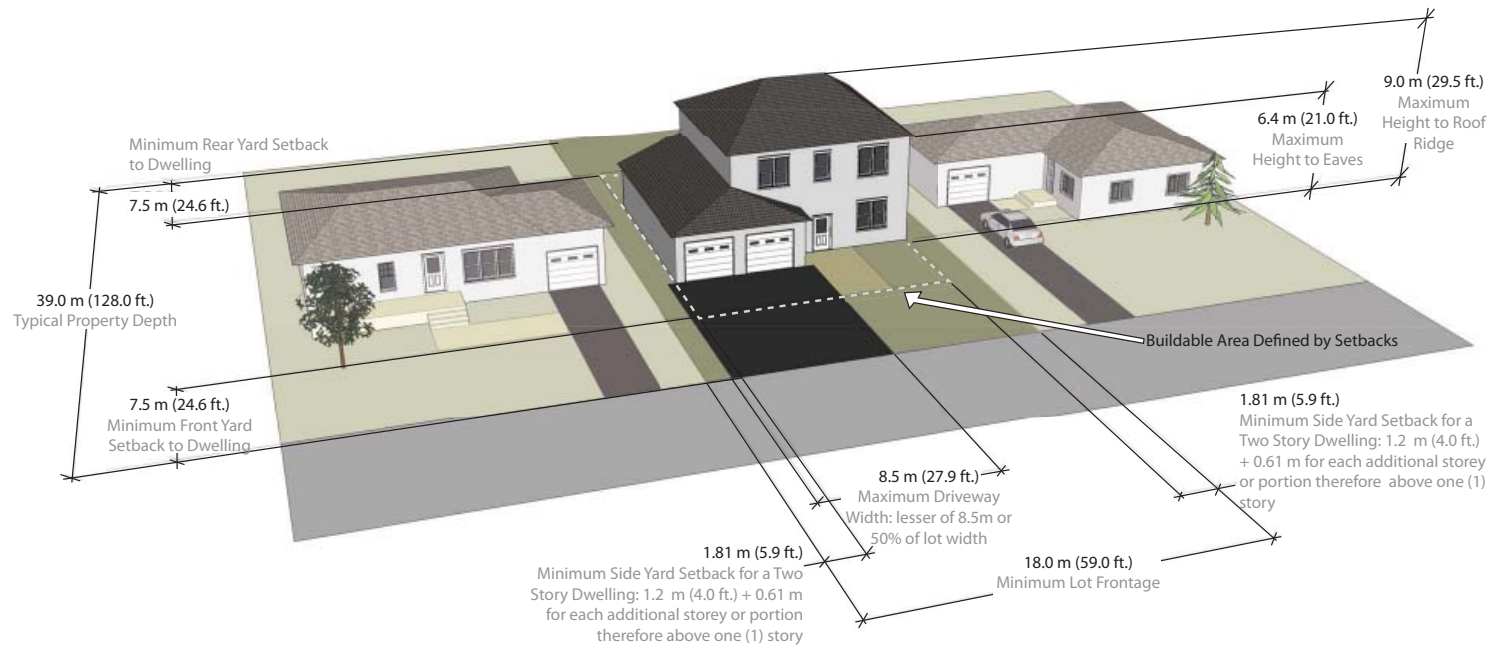 9.0 m (29.5 ft.)
Maximum
Height to Roof
Ridge
6.4 m (21.0 ft.)
Maximum
Height to Eaves
Minimum Rear Yard Setback
to Dwelling
7.5 m (24.6 ft.)
39.0 m (128.0 ft.)
Typical Property Depth
Buildable Area Defined by Setbacks
7.5 m (24.6 ft.)
Minimum Front Yard
Setback to Dwelling
1.81 m (5.9 ft.)
Minimum Side Yard Setback for a
Two Story Dwelling: 1.2 m (4.0 ft.)
+ 0.61 m for each additional storey
or portion therefore above one (1)
story
8.5 m (27.9 ft.)
Maximum Driveway
Width: lesser of 8.5m or
50% of lot width
1.81 m (5.9 ft.)
Minimum Side Yard Setback for a Two
Story Dwelling: 1.2 m (4.0 ft.) + 0.61 m
for each additional storey or portion
therefore above one (1) story
18.0 m (59.0 ft.)
Minimum Lot Frontage